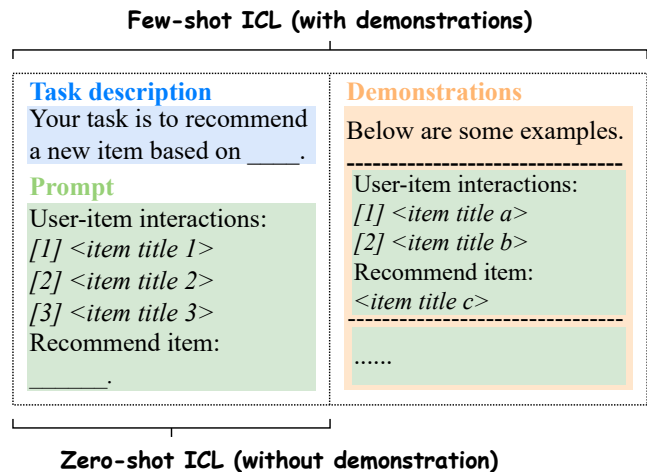 Few-shot ICL (with demonstrations)
Task description
Your task is to recommend
a new item based on ____.
Prompt
User-item interactions:
[1] <item title 1>
[2] <item title 2>
[3] <item title 3>
Recommend item:
______.
Demonstrations
Below are some examples.
User-item interactions:
[1] <item title a>
[2] <item title b>
Recommend item:
<item title c>
......
Zero-shot ICL (without demonstration)